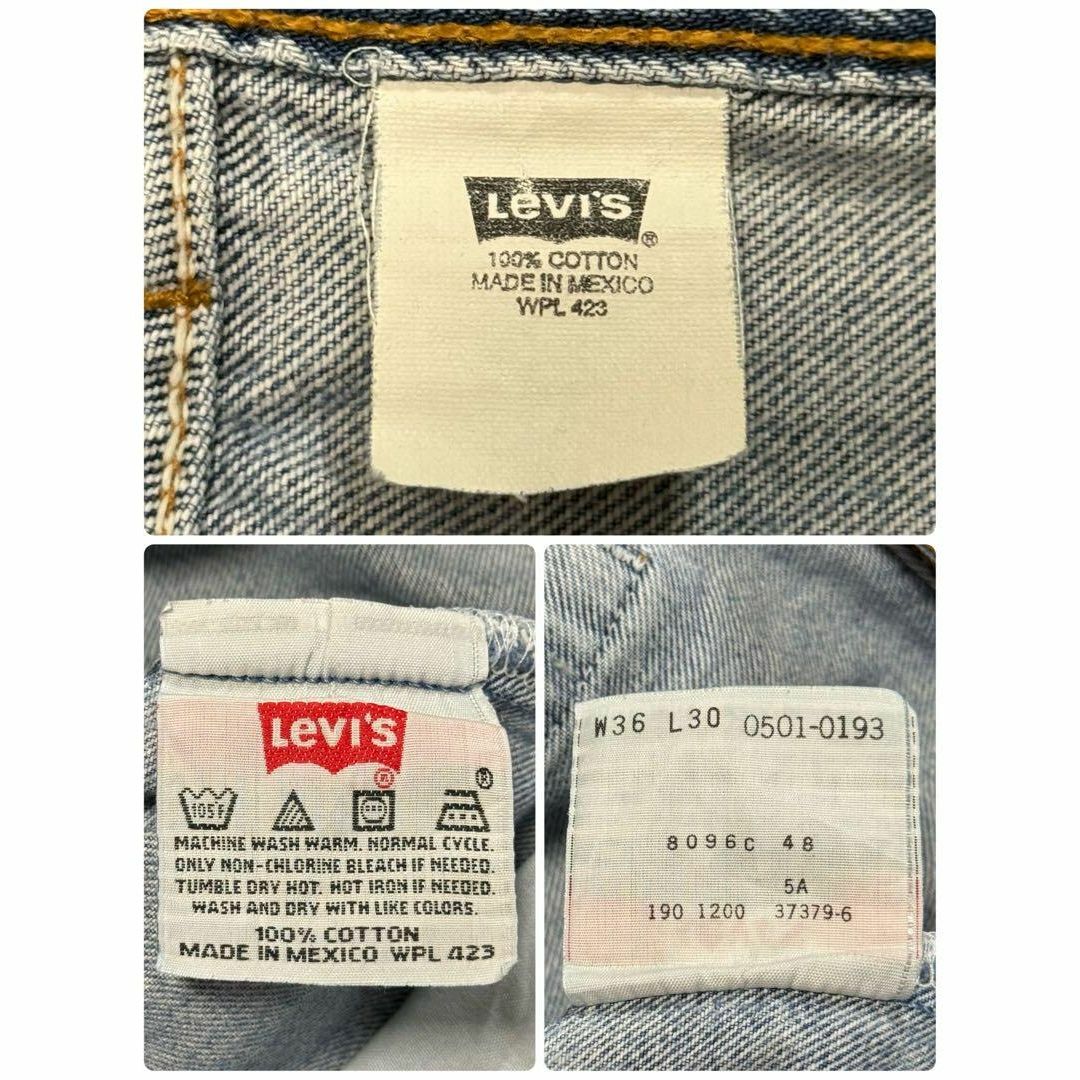 Levi's
®
100% COTTON
MADE IN MEXICO
WPL 423
Levi's
®
®
105F
MACHINE WASH WARM. NORMAL CYCLE.
ONLY NON-CHLORINE BLEACH IF NEEDED.
TUMBLE DRY HOT. HOT IRON IF NEEDED.
WASH AND DRY WITH LIKE COLORS.
100% COTTON
MADE IN MEXICO WPL 423
W36 L30 0501-0193
8096C 48
5A
190 1200 37379-6